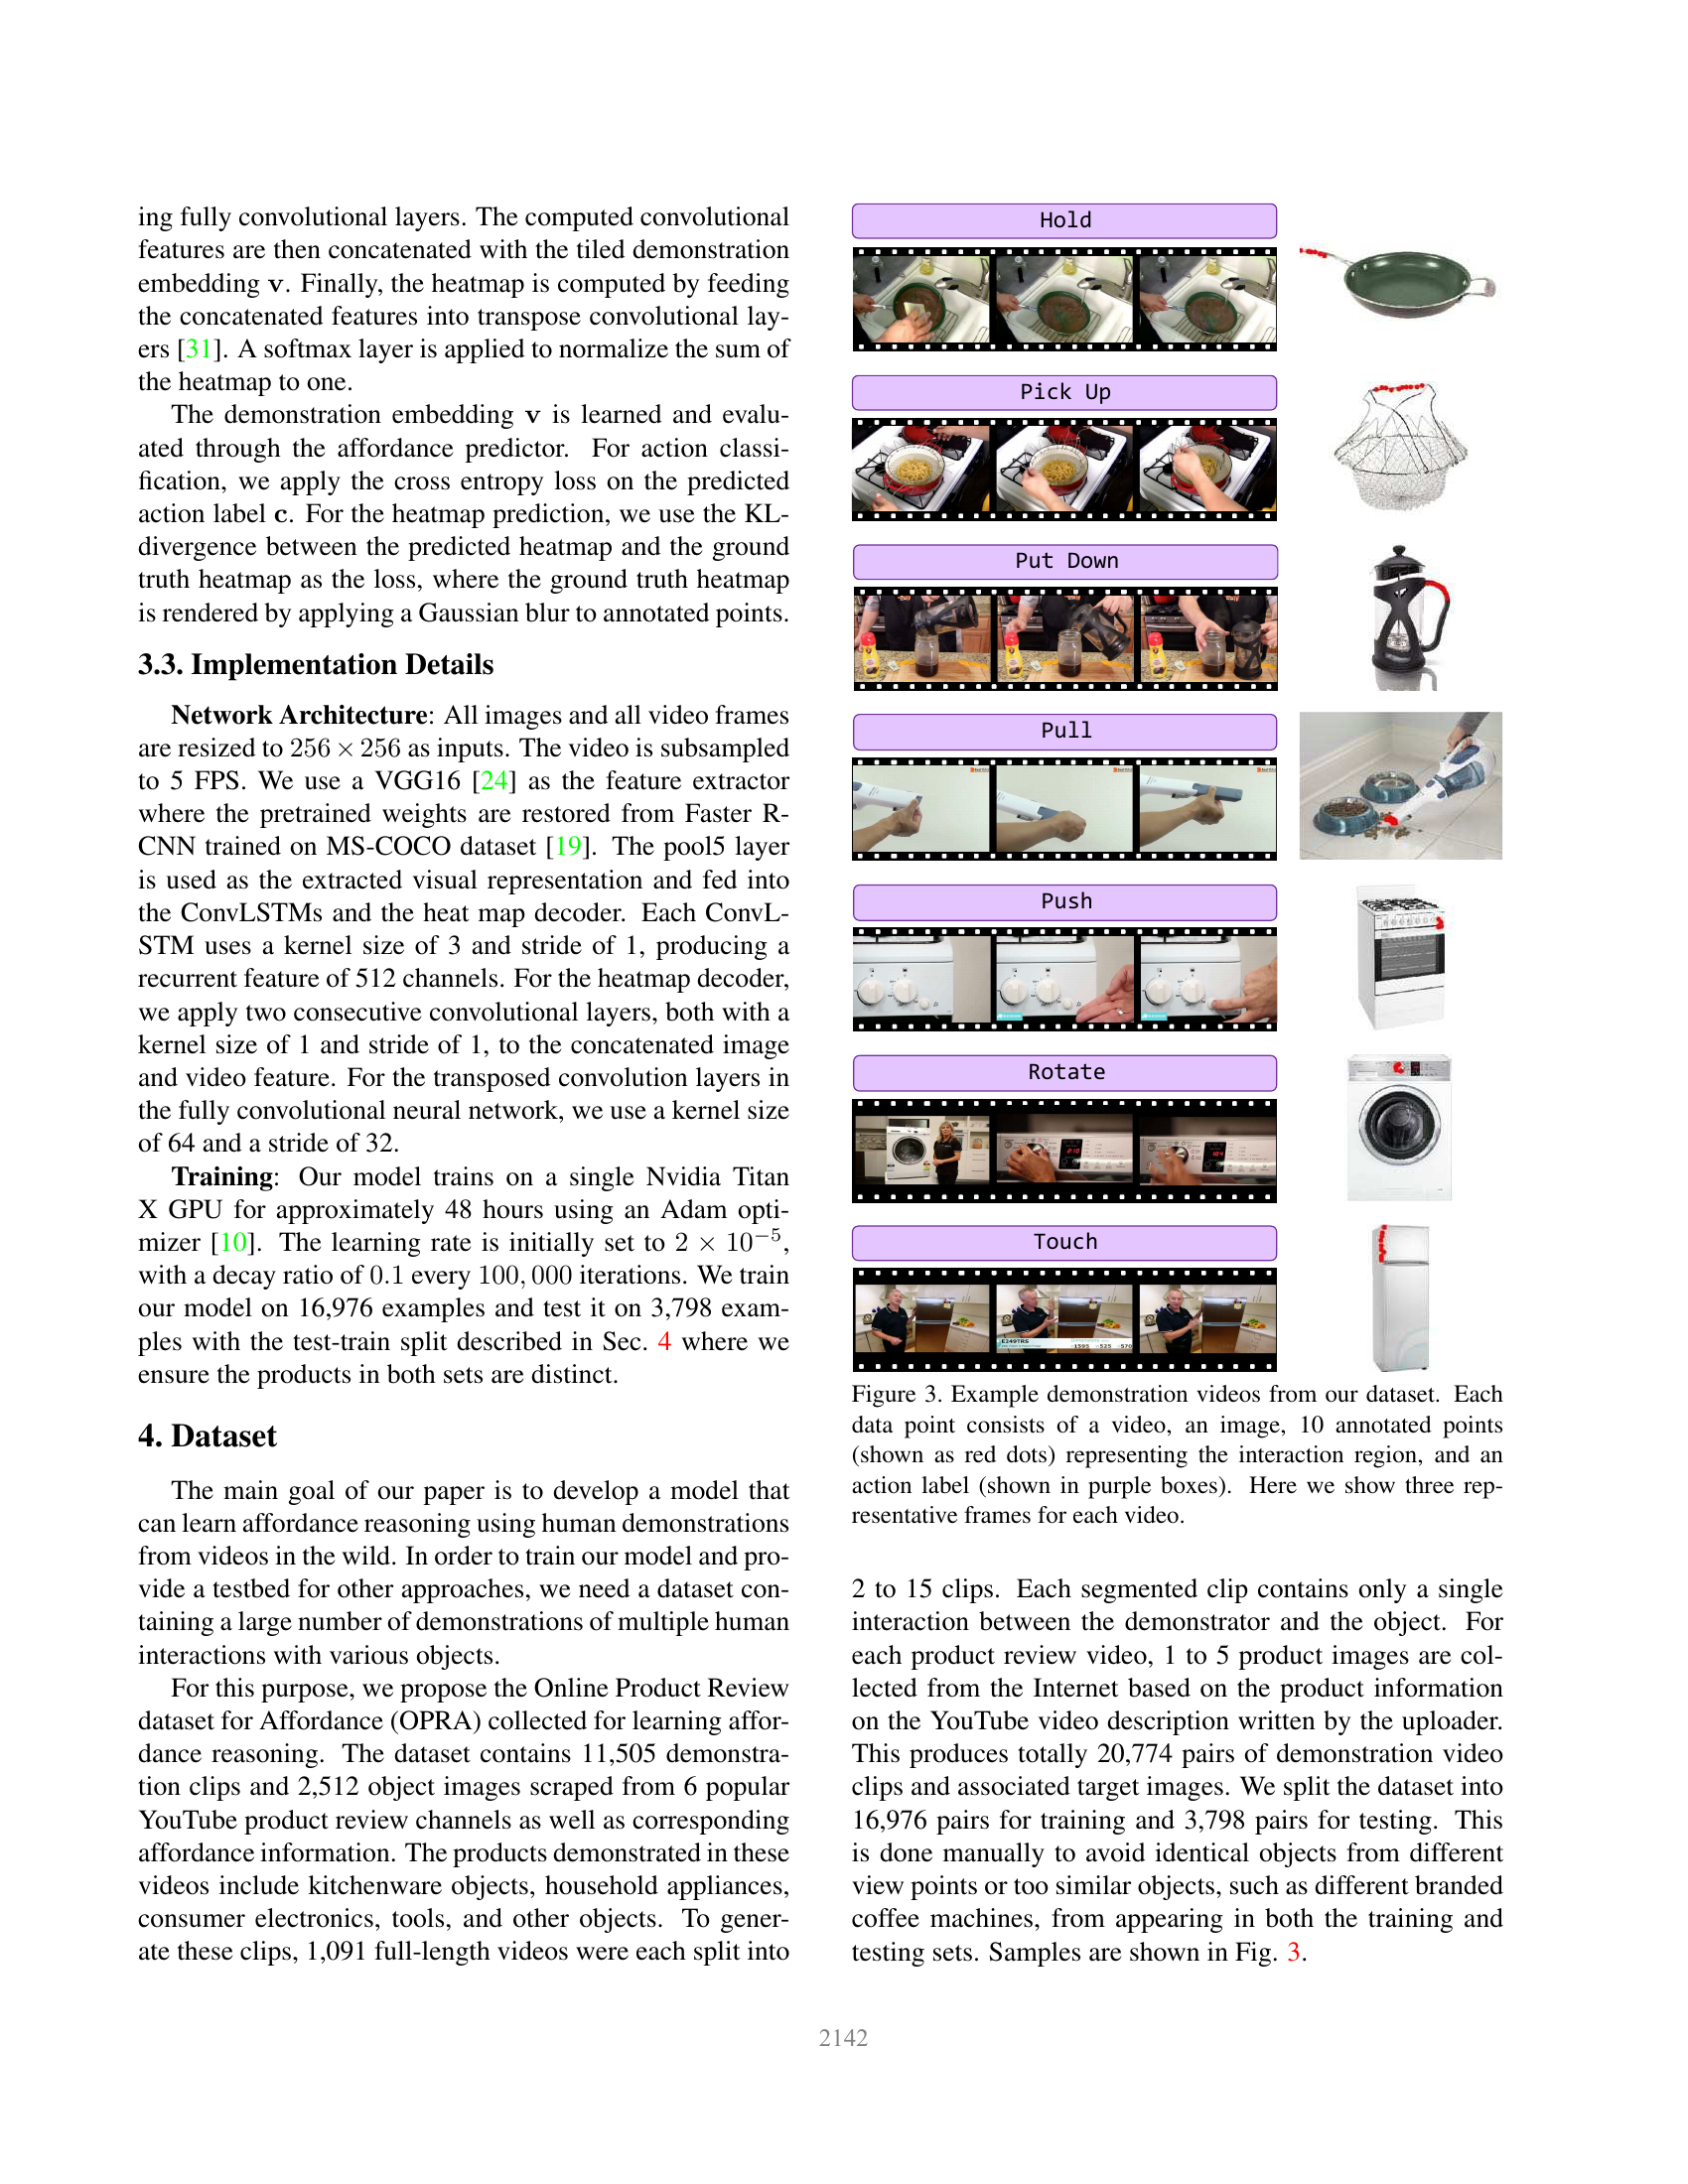 ing fully convolutional layers. The computed convolutional
features are then concatenated with the tiled demonstration
embedding v. Finally, the heatmap is computed by feeding
the concatenated features into transpose convolutional lay-
ers [31]. A softmax layer is applied to normalize the sum of
the heatmap to one.
The demonstration embedding v is learned and evalu-
ated through the affordance predictor. For action classi-
fication, we apply the cross entropy loss on the predicted
action label c. For the heatmap prediction, we use the KL-
divergence between the predicted heatmap and the ground
truth heatmap as the loss, where the ground truth heatmap
is rendered by applying a Gaussian blur to annotated points.
3.3. Implementation Details
Network Architecture: All images and all video frames
are resized to 256 × 256 as inputs. The video is subsampled
to 5 FPS. We use a VGG16 [24] as the feature extractor
where the pretrained weights are restored from Faster R-
CNN trained on MS-COCO dataset [19]. The pool5 layer
is used as the extracted visual representation and fed into
the ConvLSTMs and the heat map decoder. Each ConvL-
STM uses a kernel size of 3 and stride of 1, producing a
recurrent feature of 512 channels. For the heatmap decoder,
we apply two consecutive convolutional layers, both with a
kernel size of 1 and stride of 1, to the concatenated image
and video feature. For the transposed convolution layers in
the fully convolutional neural network, we use a kernel size
of 64 and a stride of 32.
Training: Our model trains on a single Nvidia Titan
X GPU for approximately 48 hours using an Adam opti-
mizer [10]. The learning rate is initially set to 2 × 10⁻⁵,
with a decay ratio of 0.1 every 100, 000 iterations. We train
our model on 16,976 examples and test it on 3,798 exam-
ples with the test-train split described in Sec. 4 where we
ensure the products in both sets are distinct.
4. Dataset
The main goal of our paper is to develop a model that
can learn affordance reasoning using human demonstrations
from videos in the wild. In order to train our model and pro-
vide a testbed for other approaches, we need a dataset con-
taining a large number of demonstrations of multiple human
interactions with various objects.
For this purpose, we propose the Online Product Review
dataset for Affordance (OPRA) collected for learning affor-
dance reasoning. The dataset contains 11,505 demonstra-
tion clips and 2,512 object images scraped from 6 popular
YouTube product review channels as well as corresponding
affordance information. The products demonstrated in these
videos include kitchenware objects, household appliances,
consumer electronics, tools, and other objects. To gener-
ate these clips, 1,091 full-length videos were each split into
Hold
Pick Up
Put Down
Pull
Push
Rotate
Touch
E249TRS
1595 525 570
Figure 3. Example demonstration videos from our dataset. Each
data point consists of a video, an image, 10 annotated points
(shown as red dots) representing the interaction region, and an
action label (shown in purple boxes). Here we show three rep-
resentative frames for each video.
2 to 15 clips. Each segmented clip contains only a single
interaction between the demonstrator and the object. For
each product review video, 1 to 5 product images are col-
lected from the Internet based on the product information
on the YouTube video description written by the uploader.
This produces totally 20,774 pairs of demonstration video
clips and associated target images. We split the dataset into
16,976 pairs for training and 3,798 pairs for testing. This
is done manually to avoid identical objects from different
view points or too similar objects, such as different branded
coffee machines, from appearing in both the training and
testing sets. Samples are shown in Fig. 3.
2142